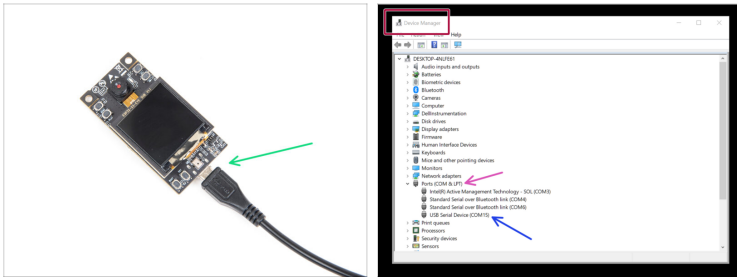 Device Manager
Help
DESKTOP-4NLFE61
Audio inputs and outputs
Batteries
Biometric devices
Bluetooth
Cameras
Computer
DellInstrumentation
Disk drives
Display adapters
Firmware
Human Interface Devices
Keyboards
Mice and other pointing devices
Monitors
Network adapters
Ports (COM & LPT)
Intel(R) Active Management Technology - SOL (COM3)
Standard Serial over Bluetooth link (COM4)
Standard Serial over Bluetooth link (COM6)
USB Serial Device (COM15)
Print queues
Processors
Security devices
Sensors